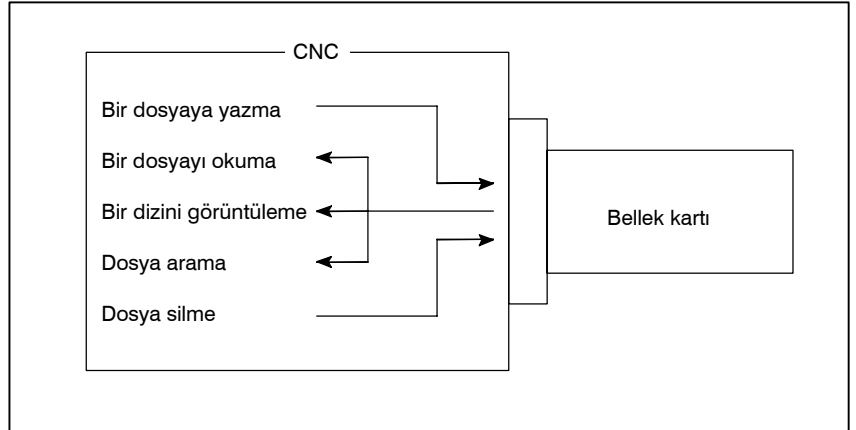 CNC
Bir dosyaya yazma
Bir dosyayı okuma
Bir dizini görüntüleme
Bellek kartı
Dosya arama
Dosya silme